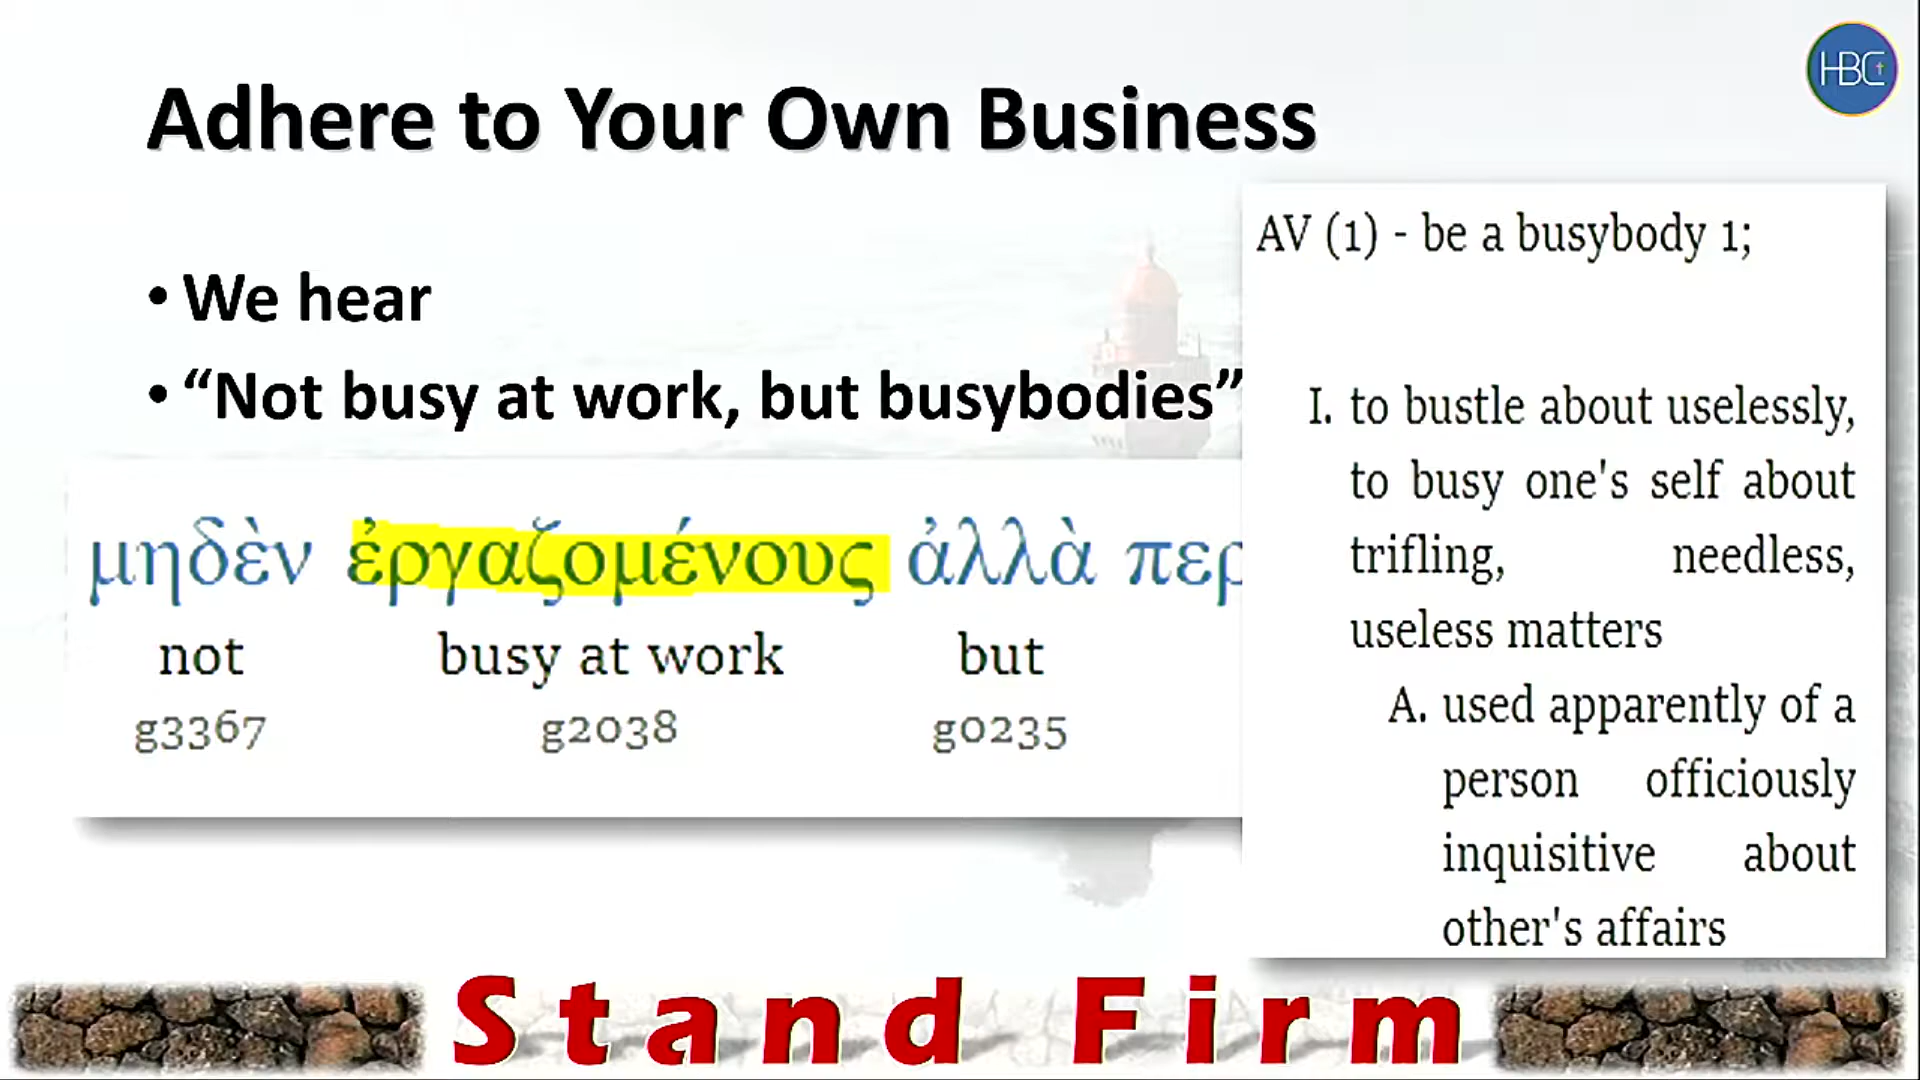 HBC
Adhere to Your Own Business
• We hear
• “Not busy at work, but busybodies”
μηδὲν ἐργαζομένους ἀλλὰ περ
not busy at work but
g3367 g2038 g0235
AV (1) - be a busybody 1;
I. to bustle about uselessly,
to busy one's self about
trifling, needless,
useless matters
A. used apparently of a
person officiously
inquisitive about
other's affairs
Stand Firm